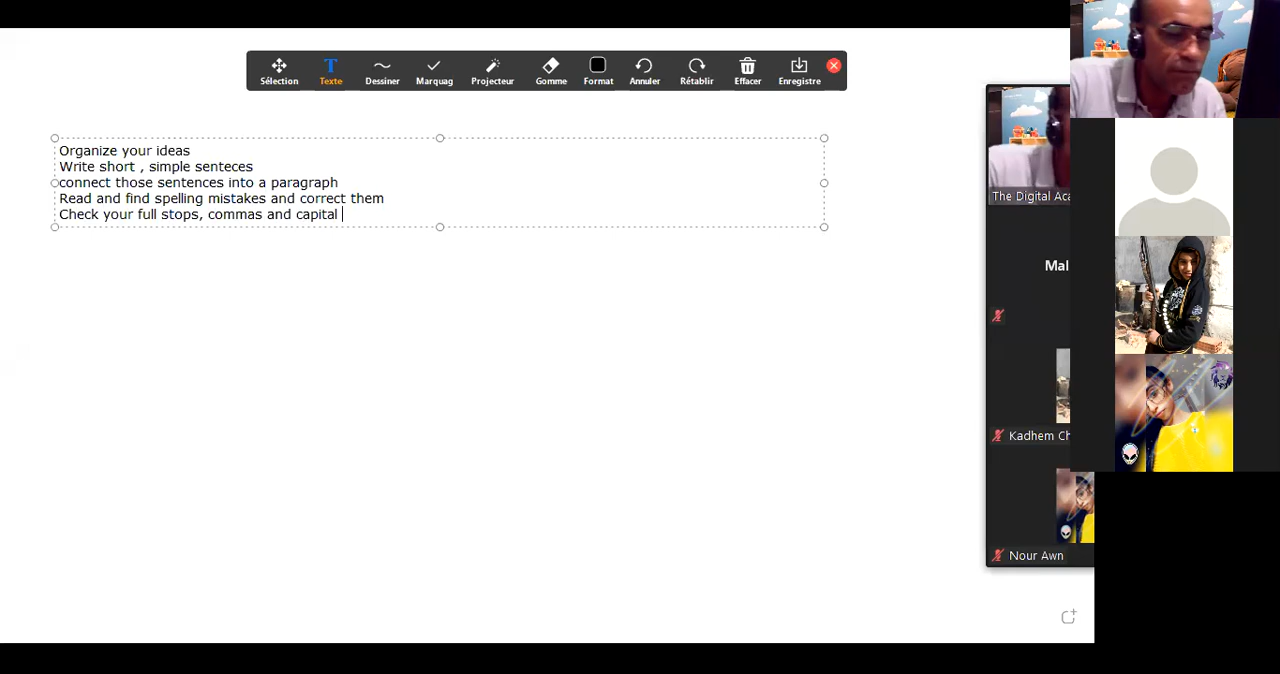 Sélection Texte Dessiner Marquag Projecteur Gomme Format Annuler Rétablir Effacer Enregistre
Organize your ideas
Write short , simple senteces
connect those sentences into a paragraph
Read and find spelling mistakes and correct them
Check your full stops, commas and capital
The Digital Aca
Mal
Kadhem Ch
Nour Awn